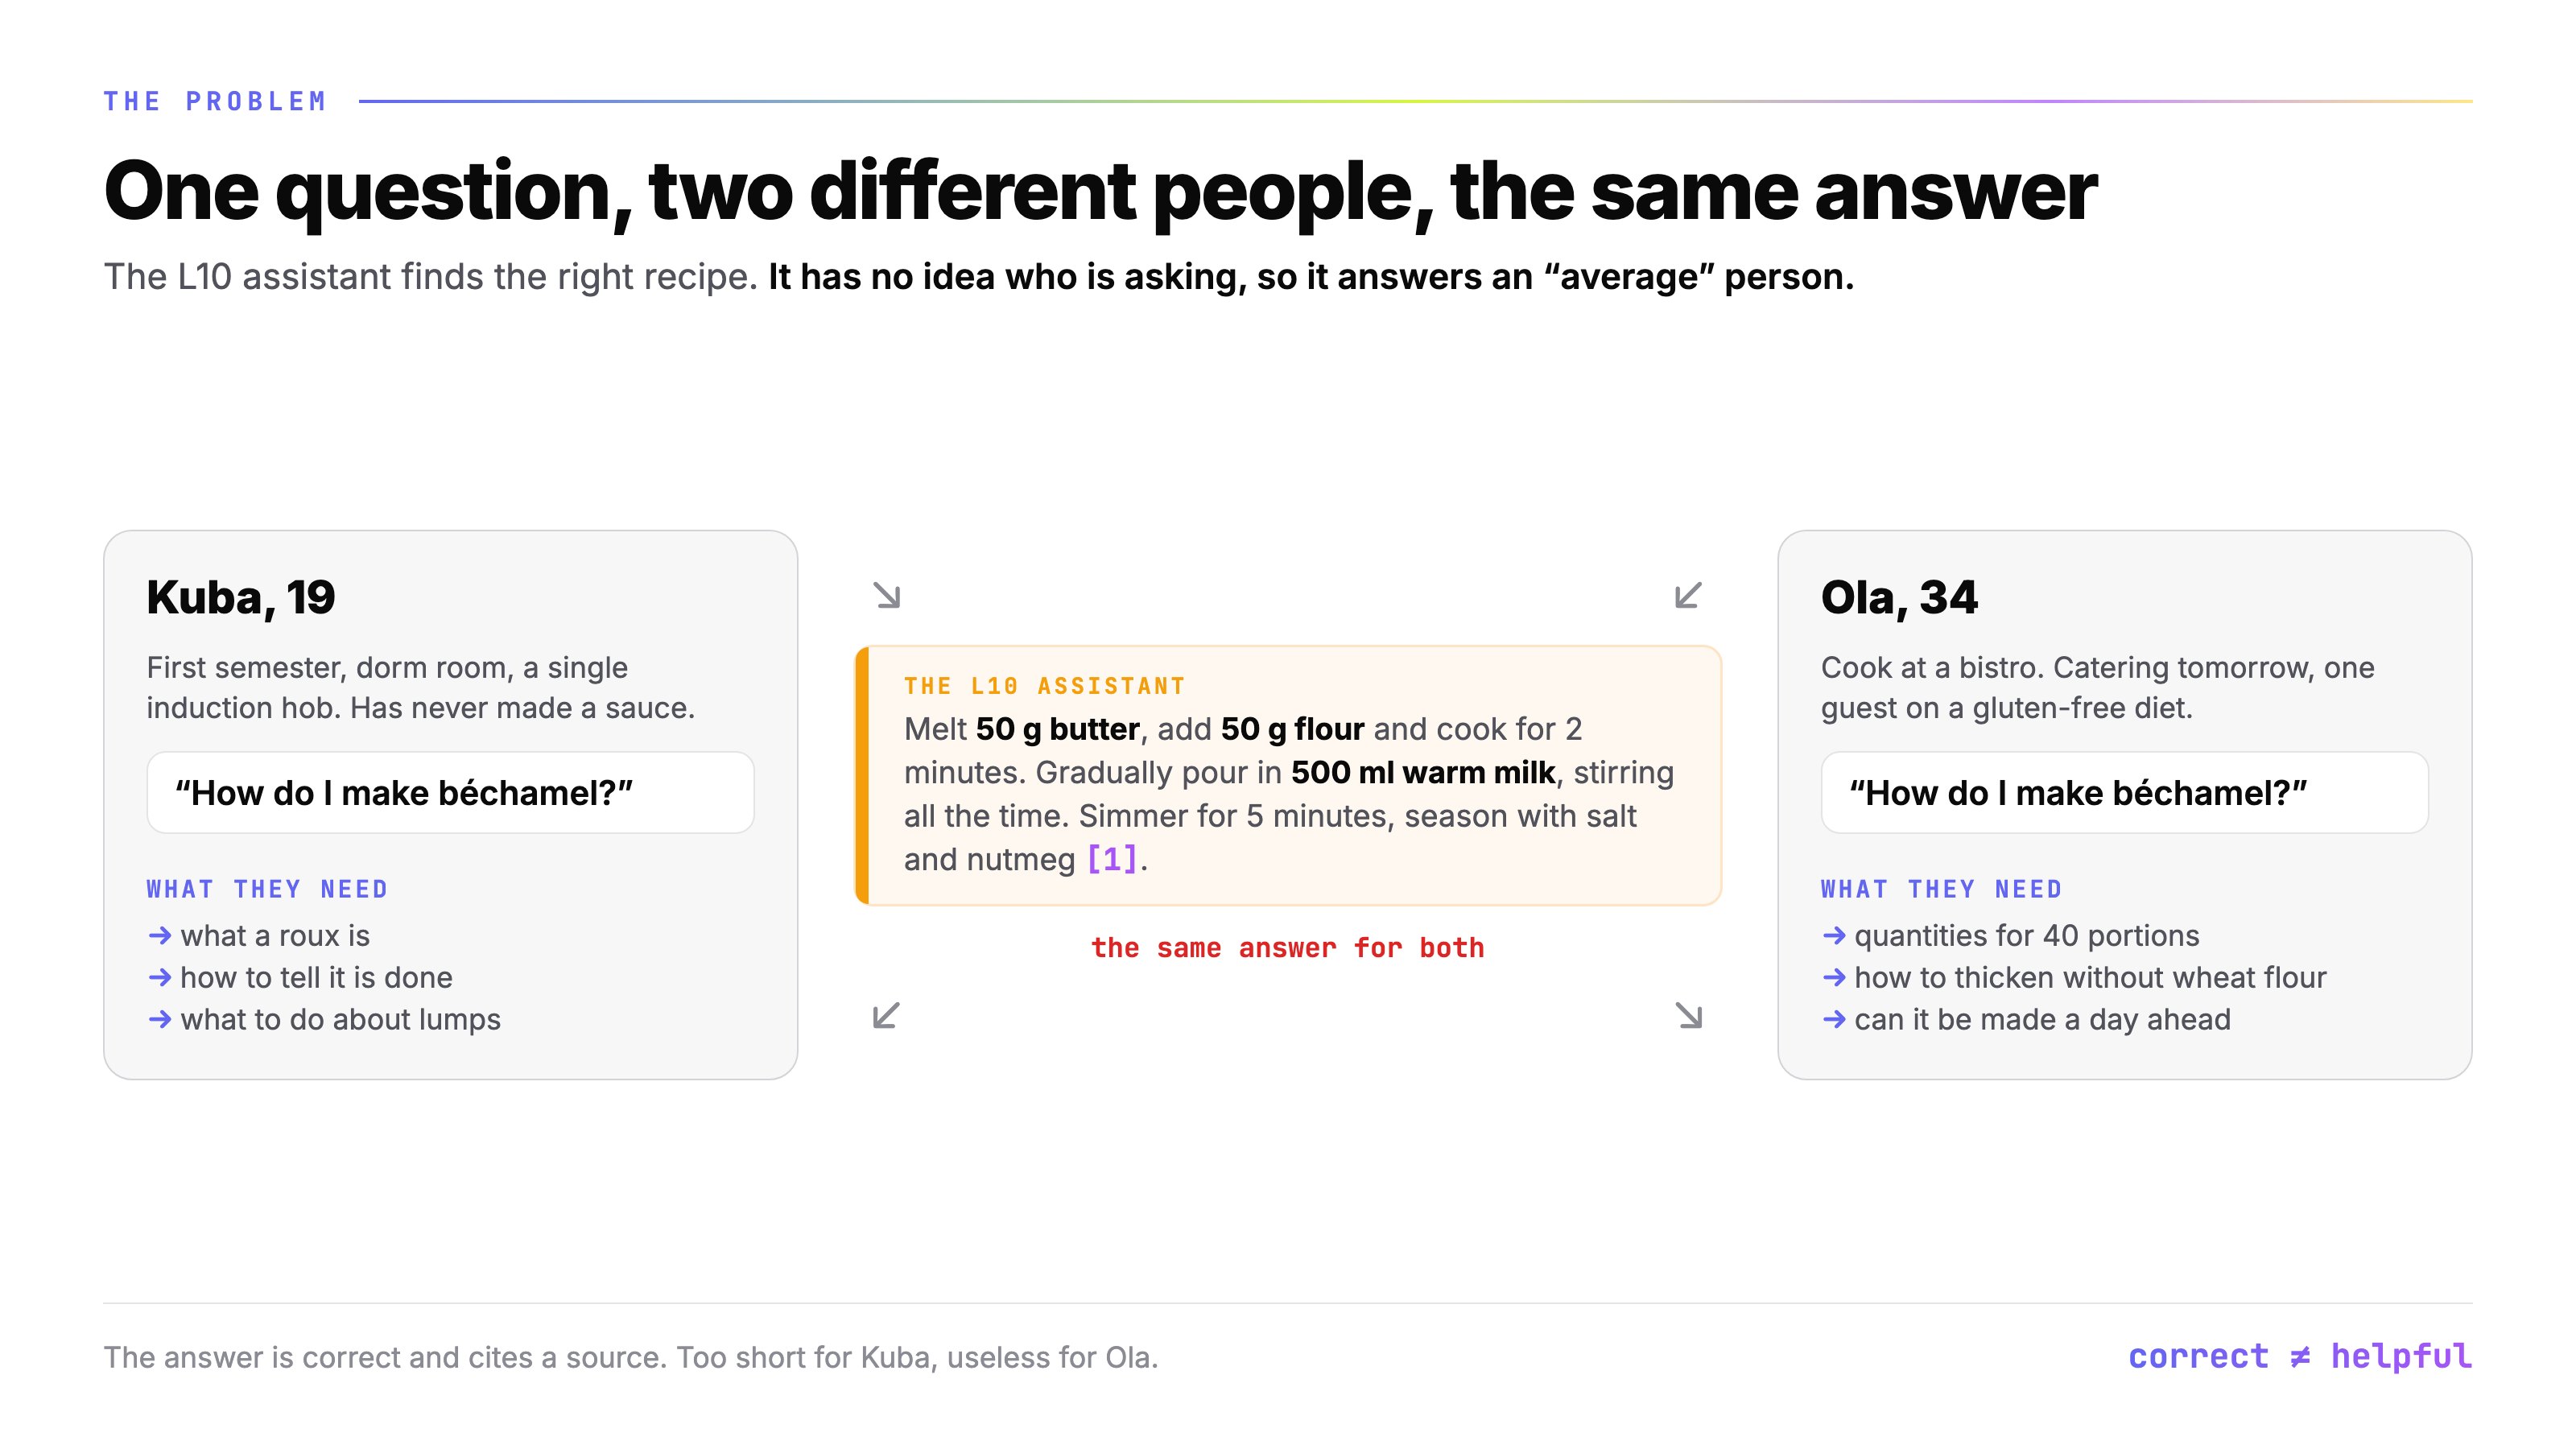 THE PROBLEM
One question, two different people, the same answer
The L10 assistant finds the right recipe. It has no idea who is asking, so it answers an “average” person.
Kuba, 19
First semester, dorm room, a single
induction hob. Has never made a sauce.
“How do I make béchamel?”
WHAT THEY NEED
→ what a roux is
→ how to tell it is done
→ what to do about lumps
THE L10 ASSISTANT
Melt 50 g butter, add 50 g flour and cook for 2
minutes. Gradually pour in 500 ml warm milk, stirring
all the time. Simmer for 5 minutes, season with salt
and nutmeg [1].
the same answer for both
Ola, 34
Cook at a bistro. Catering tomorrow, one
guest on a gluten-free diet.
“How do I make béchamel?”
WHAT THEY NEED
→ quantities for 40 portions
→ how to thicken without wheat flour
→ can it be made a day ahead
The answer is correct and cites a source. Too short for Kuba, useless for Ola.
correct ≠ helpful